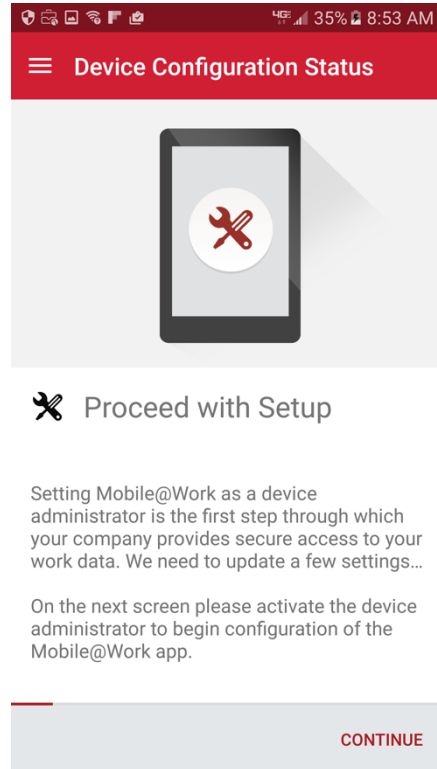 4G 35% 8:53 AM
Device Configuration Status
Proceed with Setup
Setting Mobile@Work as a device
administrator is the first step through which
your company provides secure access to your
work data. We need to update a few settings...
On the next screen please activate the device
administrator to begin configuration of the
Mobile@Work app.
CONTINUE